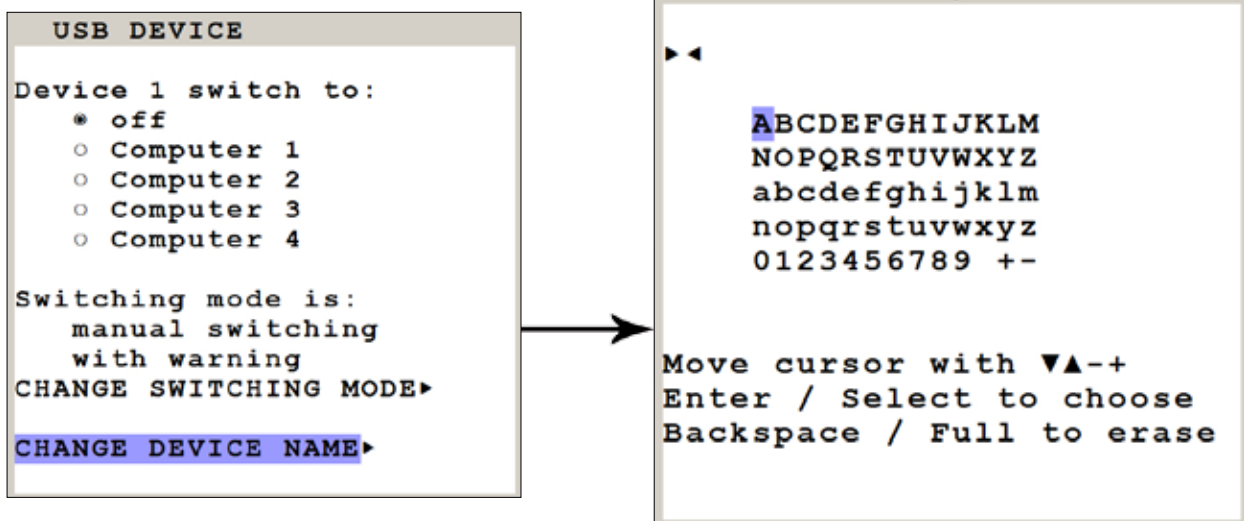 USB DEVICE
Device 1 switch to:
off
Computer 1
Computer 2
Computer 3
Computer 4
Switching mode is:
manual switching
with warning
CHANGE SWITCHING MODE▸
CHANGE DEVICE NAME▸
▸◂
ABCDEFGHIJKLM
NOPQRSTUVWXYZ
abcdefghijklm
nopqrstuvwxyz
0123456789 +-
Move cursor with ▼▲-+
Enter / Select to choose
Backspace / Full to erase